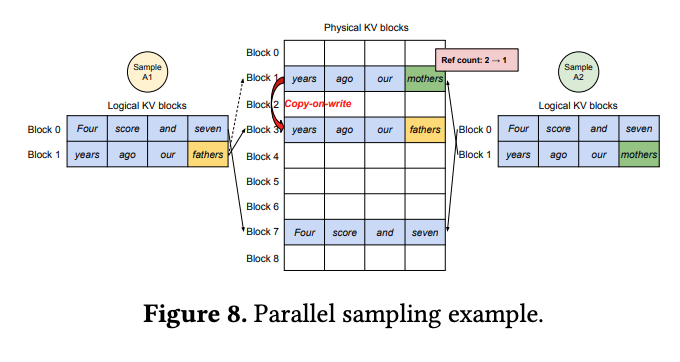 Physical KV blocks
Sample A1
Logical KV blocks
Block 0 Four score and seven
Block 1 years ago our fathers
Block 0
Block 1 years ago our mothers
Ref count: 2 → 1
Block 2 Copy-on-write
Block 3 years ago our fathers
Block 4
Block 5
Block 6
Block 7 Four score and seven
Block 8
Sample A2
Logical KV blocks
Block 0 Four score and seven
Block 1 years ago our mothers
Figure 8. Parallel sampling example.